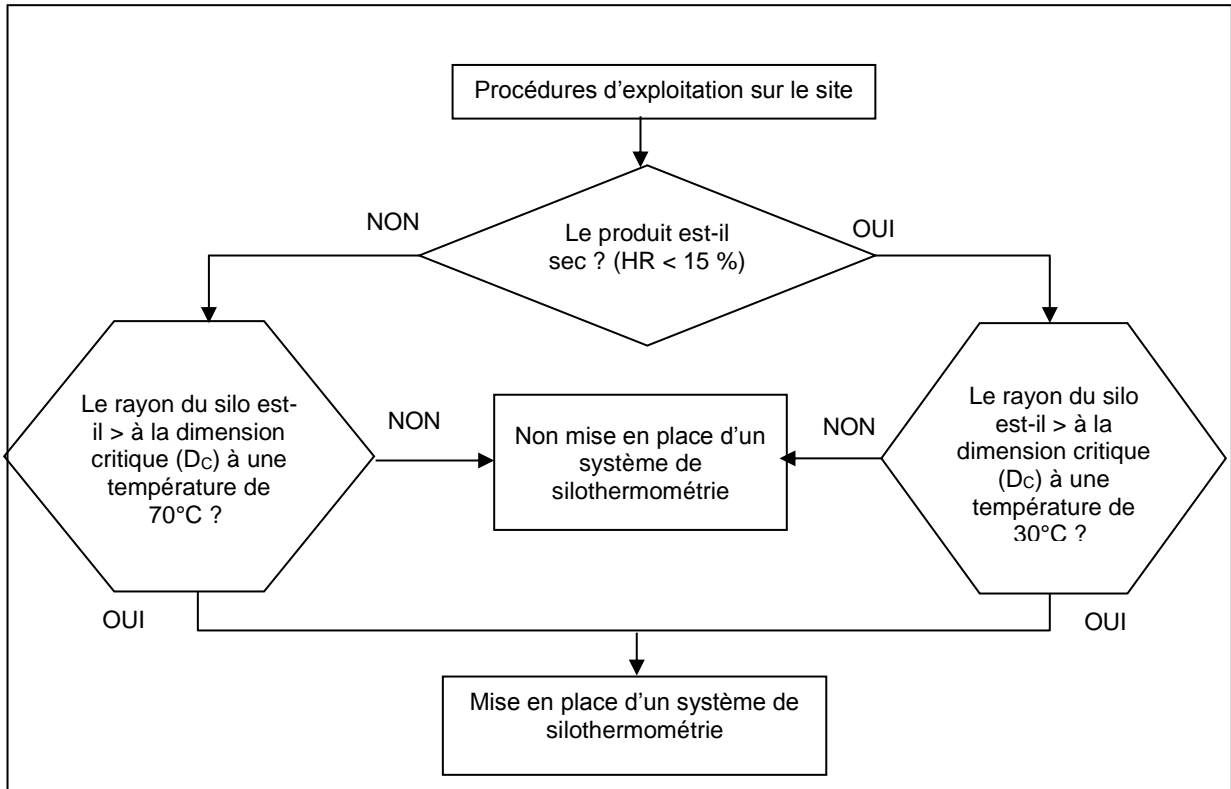 Procédures d'exploitation sur le site
NON
OUI
Le produit est-il
sec ? (HR < 15 %)
Le rayon du silo est-
il > à la dimension
critique (DC) à une
température de
70°C ?
NON
Non mise en place d'un
système de
silothermométrie
NON
Le rayon du silo
est-il > à la
dimension critique
(DC) à une
température de
30°C ?
OUI
OUI
Mise en place d'un système de
silothermométrie